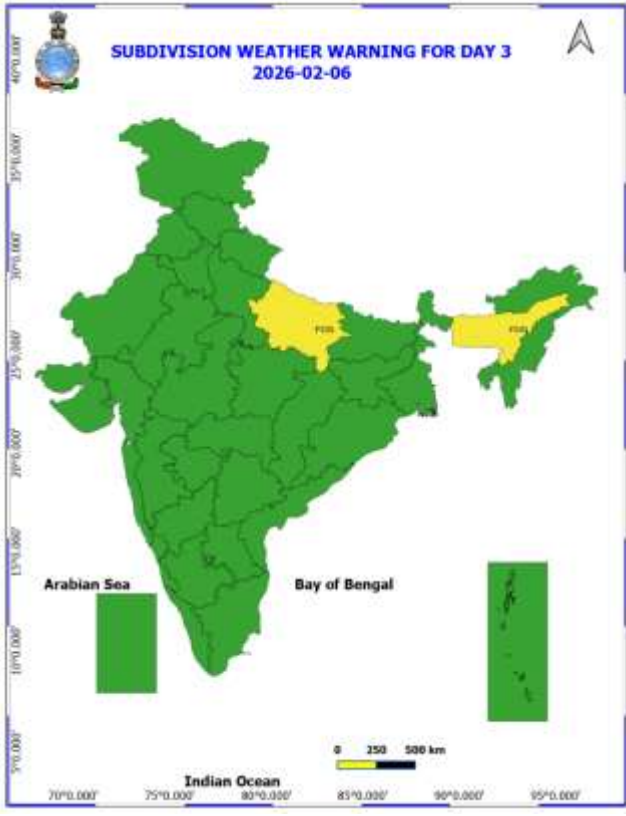 SUBDIVISION WEATHER WARNING FOR DAY 3
2026-02-06
40°0.000'
35°0.000'
30°0.000'
25°0.000'
20°0.000'
15°0.000'
10°0.000'
5°0.000'
FOG
FOG
Arabian Sea
Bay of Bengal
0 250 500 km
Indian Ocean
70°0.000' 75°0.000' 80°0.000' 85°0.000' 90°0.000' 95°0.000'